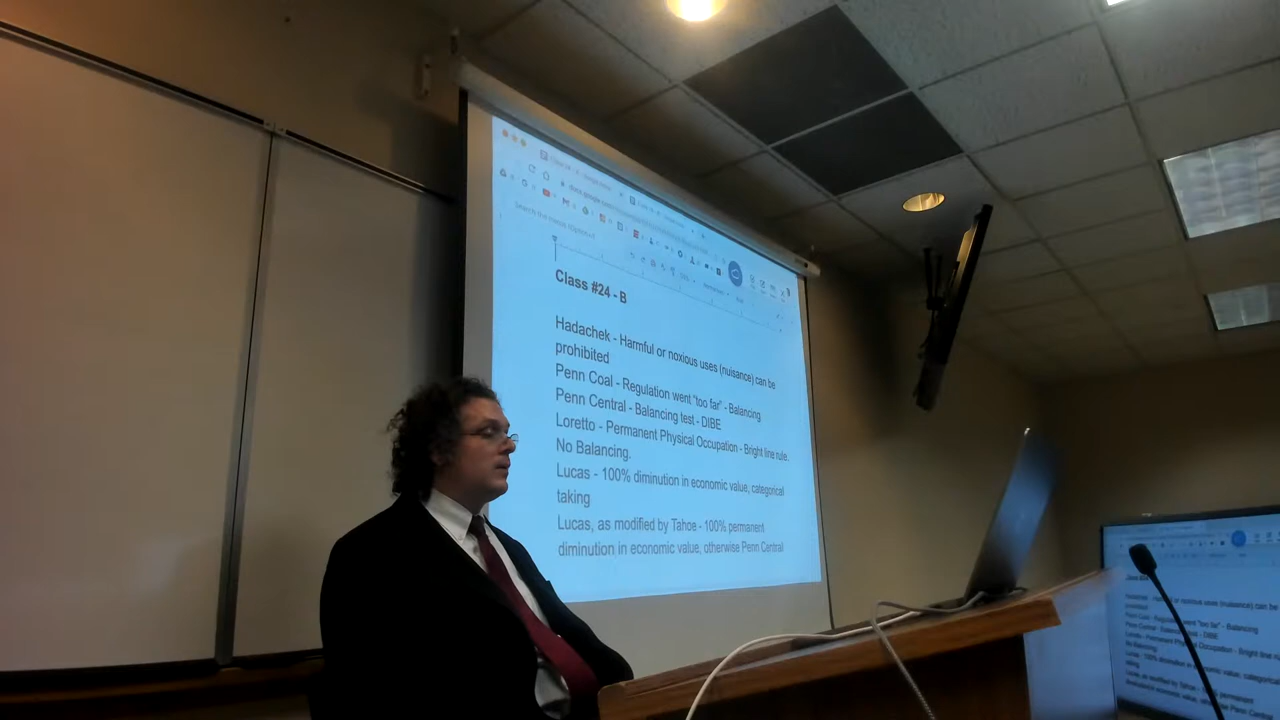 Class #24 - B
Hadachek - Harmful or noxious uses (nuisance) can be
prohibited
Penn Coal - Regulation went "too far" - Balancing
Penn Central - Balancing test - DIBE
Loretto - Permanent Physical Occupation - Bright line rule.
No Balancing.
Lucas - 100% diminution in economic value, categorical
taking
Lucas, as modified by Tahoe - 100% permanent
diminution in economic value, otherwise Penn Central